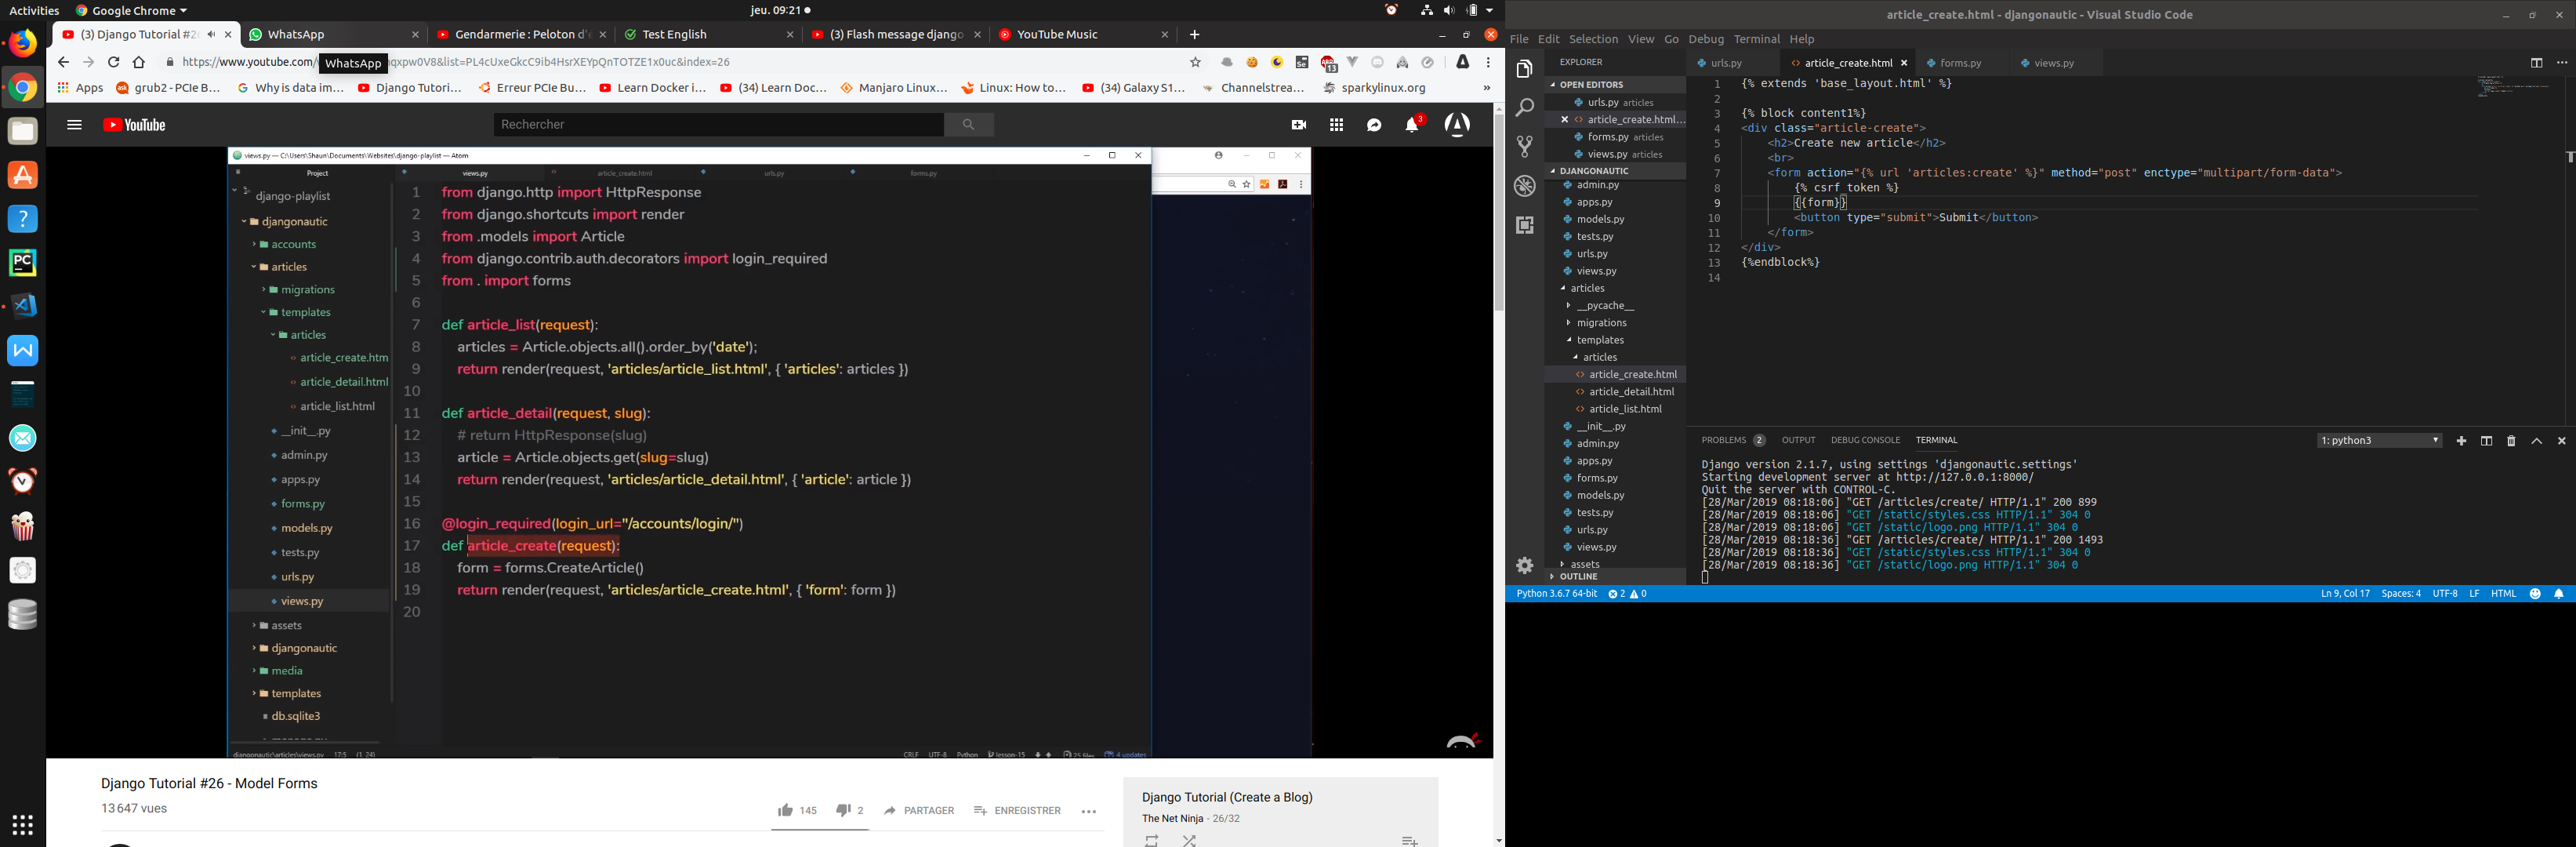 Activities
Google Chrome
jeu. 09:21
(3) Django Tutorial #2
WhatsApp
Gendarmerie : Peloton d'é
Test English
(3) Flash message django
YouTube Music
WhatsApp
list=PL4cUxeGkcC9ib4HsrXEYpQnTOTZE1x0uc&index=26
Apps
grub2 - PCIe B...
Why is data im...
Django Tutori...
Erreur PCIe Bu...
Learn Docker i...
(34) Learn Doc...
Manjaro Linux...
Linux: How to...
(34) Galaxy S1...
Channelstrea...
sparkylinux.org
»
YouTube
Rechercher
3
views.py — C:\Users\Shaun\Documents\Websites\django-playlist — Atom
Project
views.py
article_create.html
urls.py
forms.py
django-playlist
djangonautic
accounts
articles
migrations
templates
articles
article_create.htm
article_detail.html
article_list.html
__init__.py
admin.py
apps.py
forms.py
models.py
tests.py
urls.py
views.py
assets
djangonautic
media
templates
db.sqlite3
1 from django.http import HttpResponse
2 from django.shortcuts import render
3 from .models import Article
4 from django.contrib.auth.decorators import login_required
5 from . import forms
6
7 def article_list(request):
8 articles = Article.objects.all().order_by('date');
9 return render(request, 'articles/article_list.html', { 'articles': articles })
10
11 def article_detail(request, slug):
12 # return HttpResponse(slug)
13 article = Article.objects.get(slug=slug)
14 return render(request, 'articles/article_detail.html', { 'article': article })
15
16 @login_required(login_url="/accounts/login/")
17 def article_create(request):
18 form = forms.CreateArticle()
19 return render(request, 'articles/article_create.html', { 'form': form })
20
djangonautic\articles\views.py 17:5 (1, 24)
CRLF UTF-8 Python lesson-15 25 files 4 updates
Django Tutorial #26 - Model Forms
13 647 vues
145
2
PARTAGER
ENREGISTRER
Django Tutorial (Create a Blog)
The Net Ninja - 26/32
article_create.html - djangonautic - Visual Studio Code
File Edit Selection View Go Debug Terminal Help
EXPLORER
OPEN EDITORS
urls.py articles
article_create.html...
forms.py articles
views.py articles
DJANGONAUTIC
admin.py
apps.py
models.py
tests.py
urls.py
views.py
articles
__pycache__
migrations
templates
articles
article_create.html
article_detail.html
article_list.html
__init__.py
admin.py
apps.py
forms.py
models.py
tests.py
urls.py
views.py
assets
OUTLINE
urls.py
article_create.html
forms.py
views.py
1 {% extends 'base_layout.html' %}
2
3 {% block content1%}
4 <div class="article-create">
5 <h2>Create new article</h2>
6 <br>
7 <form action="{% url 'articles:create' %}" method="post" enctype="multipart/form-data">
8 {% csrf_token %}
9 {{form}}
10 <button type="submit">Submit</button>
11 </form>
12 </div>
13 {%endblock%}
14
PROBLEMS 2 OUTPUT DEBUG CONSOLE TERMINAL
1: python3
Django version 2.1.7, using settings 'djangonautic.settings'
Starting development server at http://127.0.0.1:8000/
Quit the server with CONTROL-C.
[28/Mar/2019 08:18:06] "GET /articles/create/ HTTP/1.1" 200 899
[28/Mar/2019 08:18:06] "GET /static/styles.css HTTP/1.1" 304 0
[28/Mar/2019 08:18:06] "GET /static/logo.png HTTP/1.1" 304 0
[28/Mar/2019 08:18:36] "GET /articles/create/ HTTP/1.1" 200 1493
[28/Mar/2019 08:18:36] "GET /static/styles.css HTTP/1.1" 304 0
[28/Mar/2019 08:18:36] "GET /static/logo.png HTTP/1.1" 304 0
Python 3.6.7 64-bit 2 0
Ln 9, Col 17 Spaces: 4 UTF-8 LF HTML